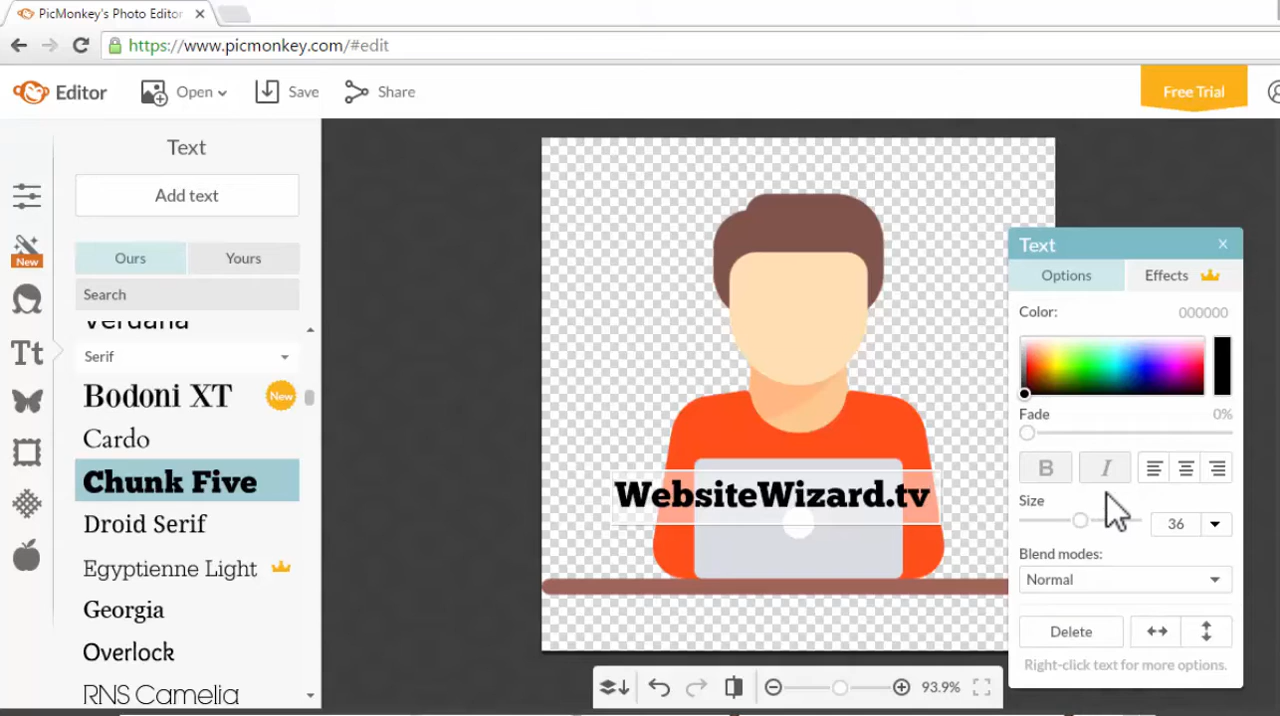 PicMonkey's Photo Editor
https://www.picmonkey.com/#edit
Editor
Open
Save
Share
Free Trial
Text
Add text
Ours
Yours
Search
Verdana
Serif
Bodoni XT
New
Cardo
Chunk Five
Droid Serif
Egyptienne Light
Georgia
Overlock
RNS Camelia
New
Tt
WebsiteWizard.tv
Text
Options
Effects
Color:
000000
Fade
0%
B
I
Size
36
Blend modes:
Normal
Delete
Right-click text for more options.
93.9%